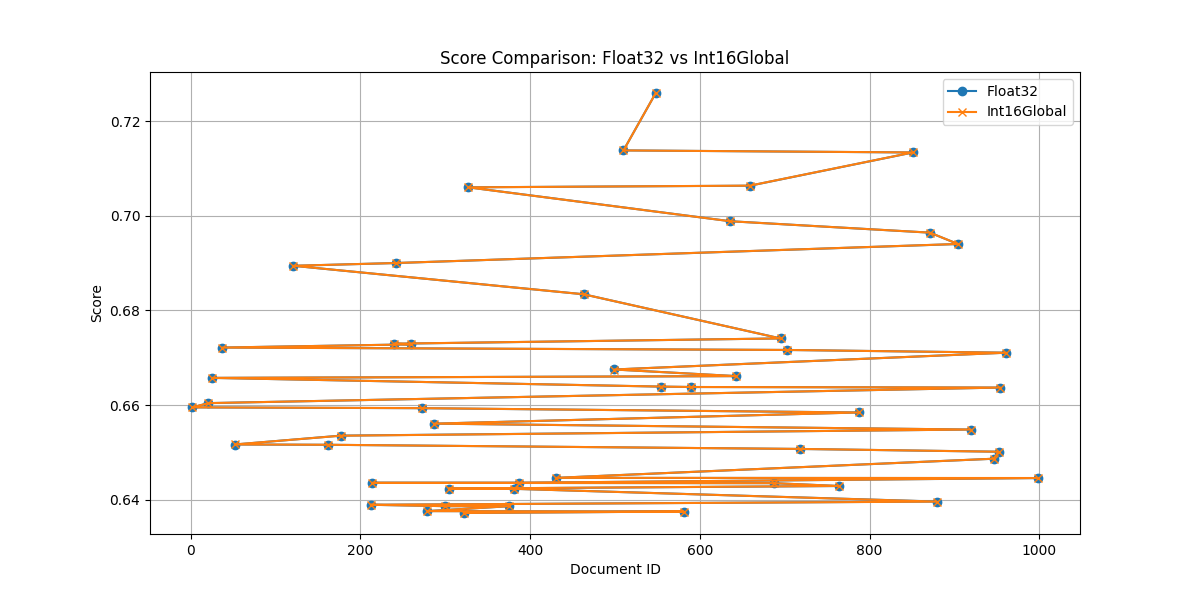 Score Comparison: Float32 vs Int16Global
Float32
Int16Global
0.72
0.70
0.68
0.66
0.64
Score
0
200
400
600
800
1000
Document ID